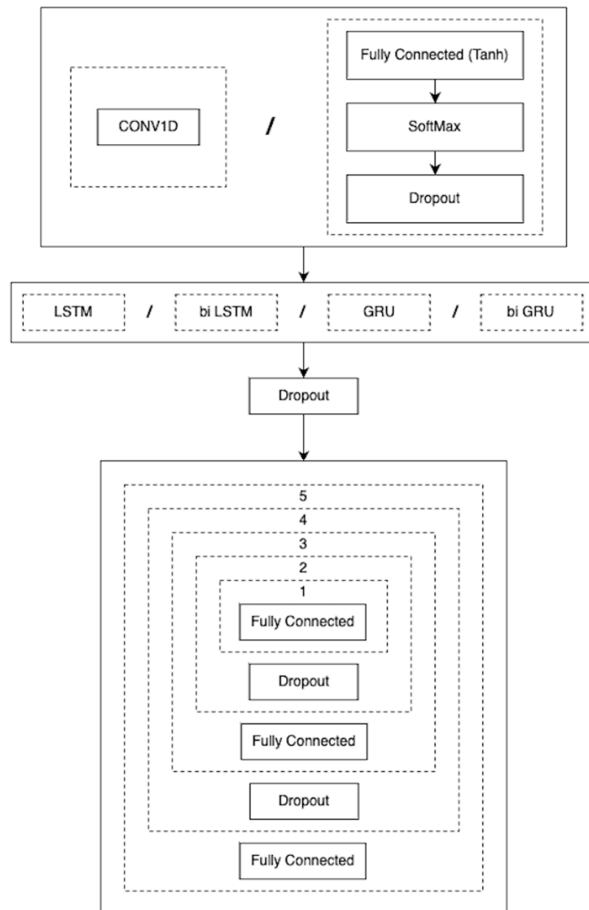 CONV1D
/
Fully Connected (Tanh)
SoftMax
Dropout
LSTM / bi LSTM / GRU / bi GRU
Dropout
5
4
3
2
1
Fully Connected
Dropout
Fully Connected
Dropout
Fully Connected